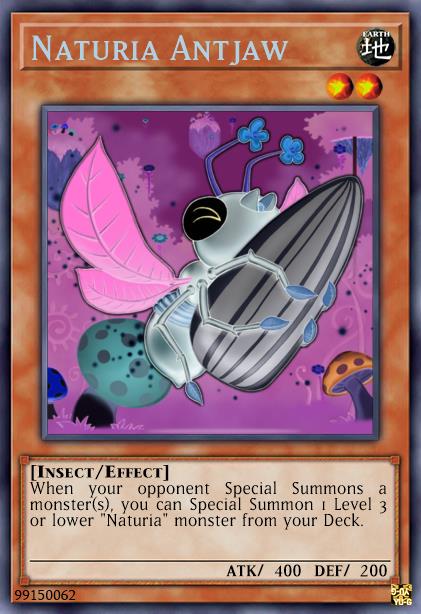 Naturia Antjaw
EARTH
地
[Insect/Effect]
When your opponent Special Summons a
monster(s), you can Special Summon 1 Level 3
or lower "Naturia" monster from your Deck.
ATK/ 400 DEF/ 200
99150062